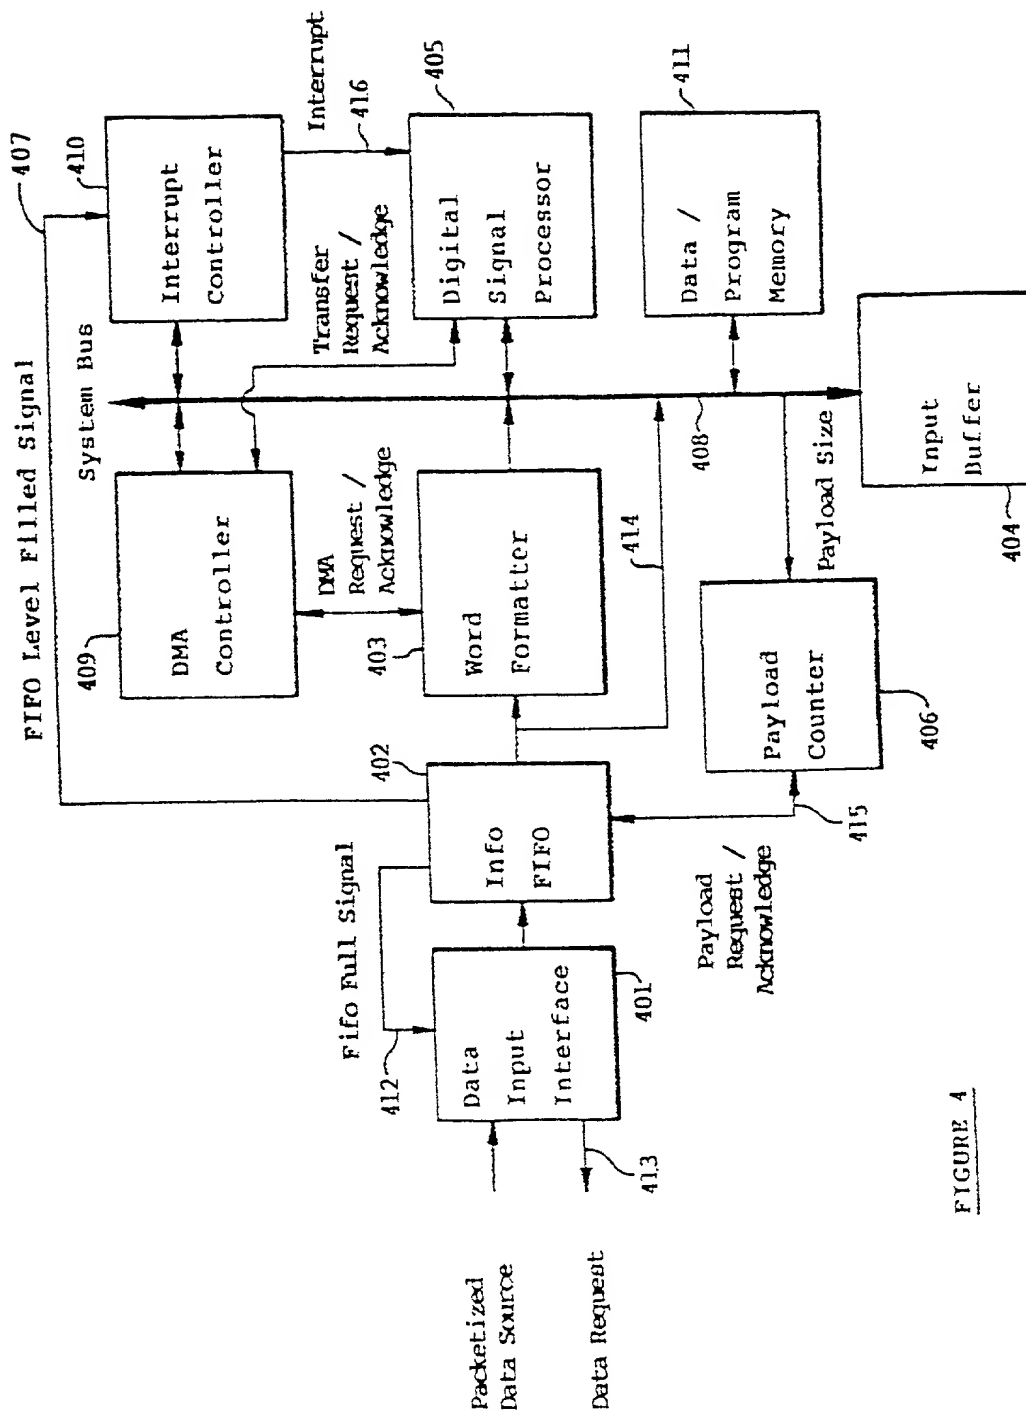 FIFO Level Filled Signal
407
System Bus
410
Interrupt
Controller
Interrupt
416
409
DMA
Controller
Transfer
Request /
Acknowledge
405
Digital
Signal
Processor
DMA
Request /
Acknowledge
403
Word
Formatter
411
Data /
Program
Memory
408
414
Fifo Full Signal
402
Info
FIFO
412
Data
Input
Interface
401
413
Packetized
Data Source
Data Request
Payload
Request /
Acknowledge
415
Payload
Counter
406
Payload Size
Input
Buffer
404
FIGURE 4